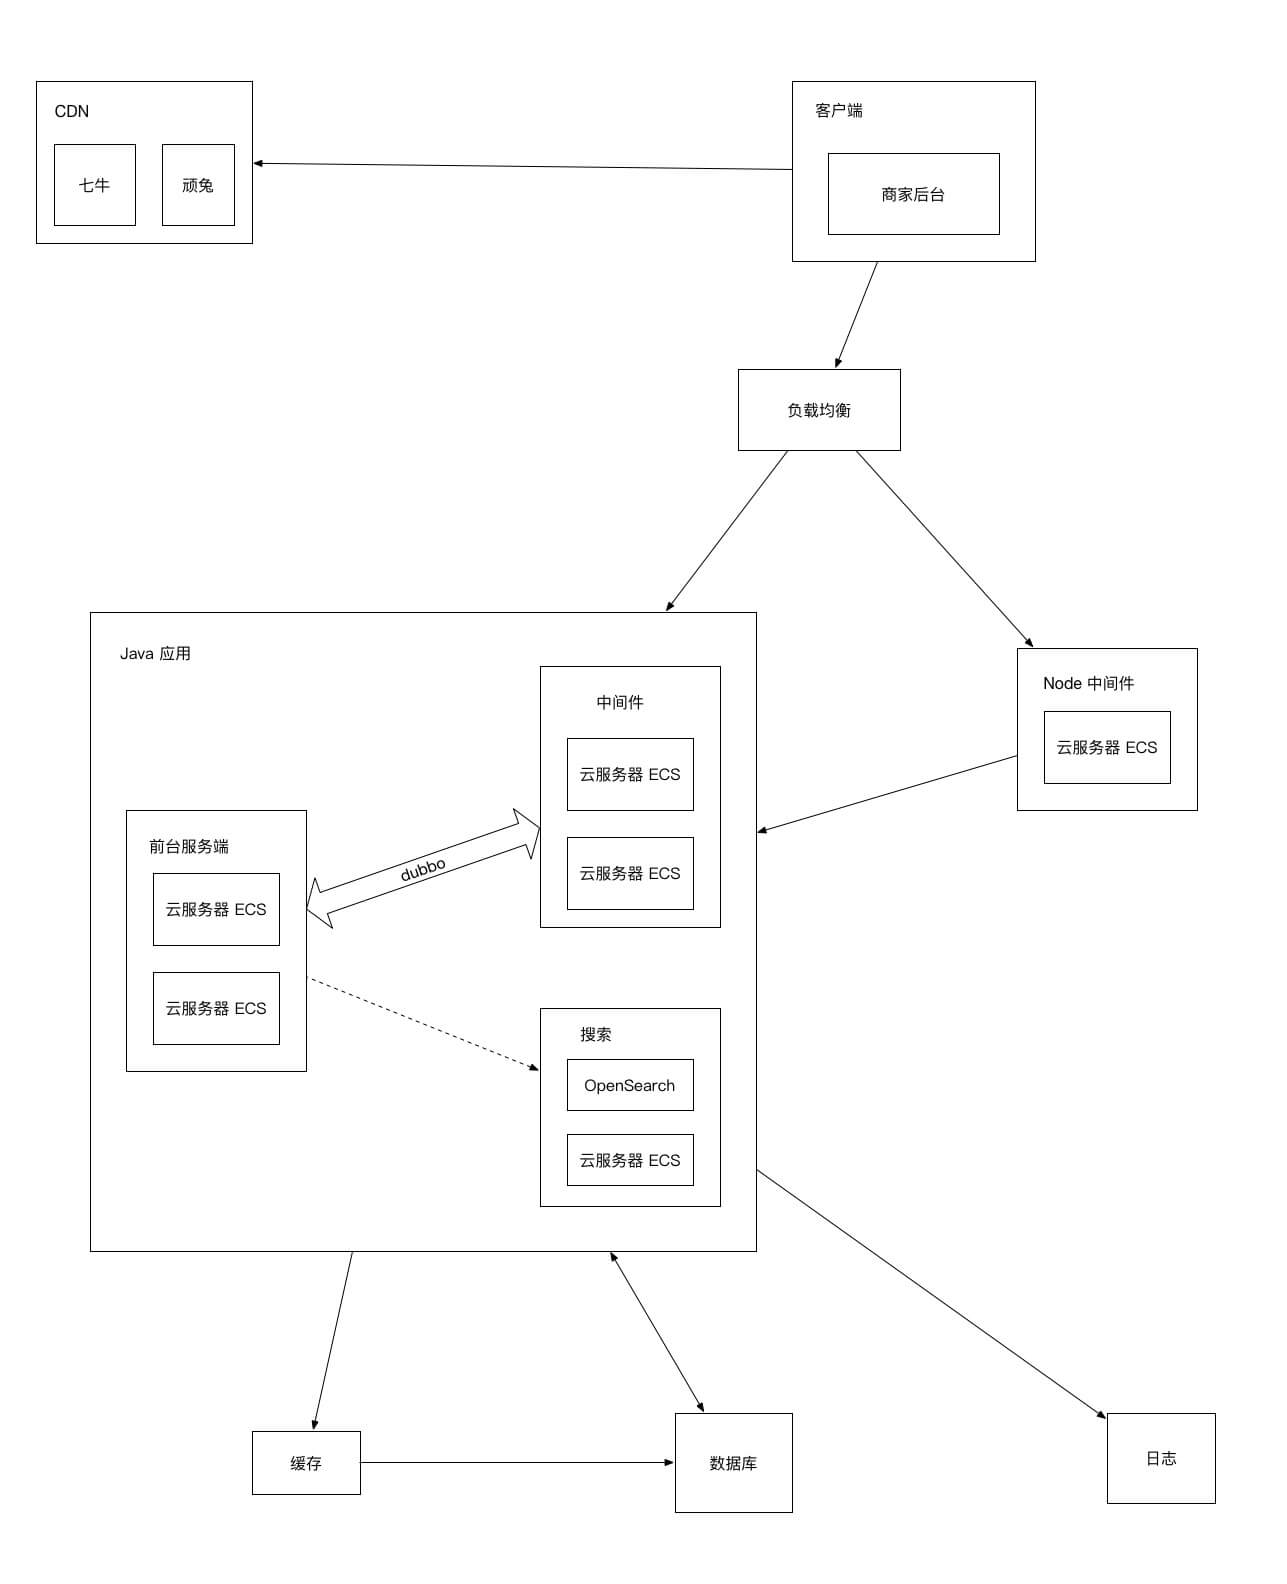 CDN
七牛
顽兔
客户端
商家后台
负载均衡
Java 应用
中间件
云服务器 ECS
云服务器 ECS
前台服务端
云服务器 ECS
云服务器 ECS
dubbo
搜索
OpenSearch
云服务器 ECS
Node 中间件
云服务器 ECS
缓存
数据库
日志